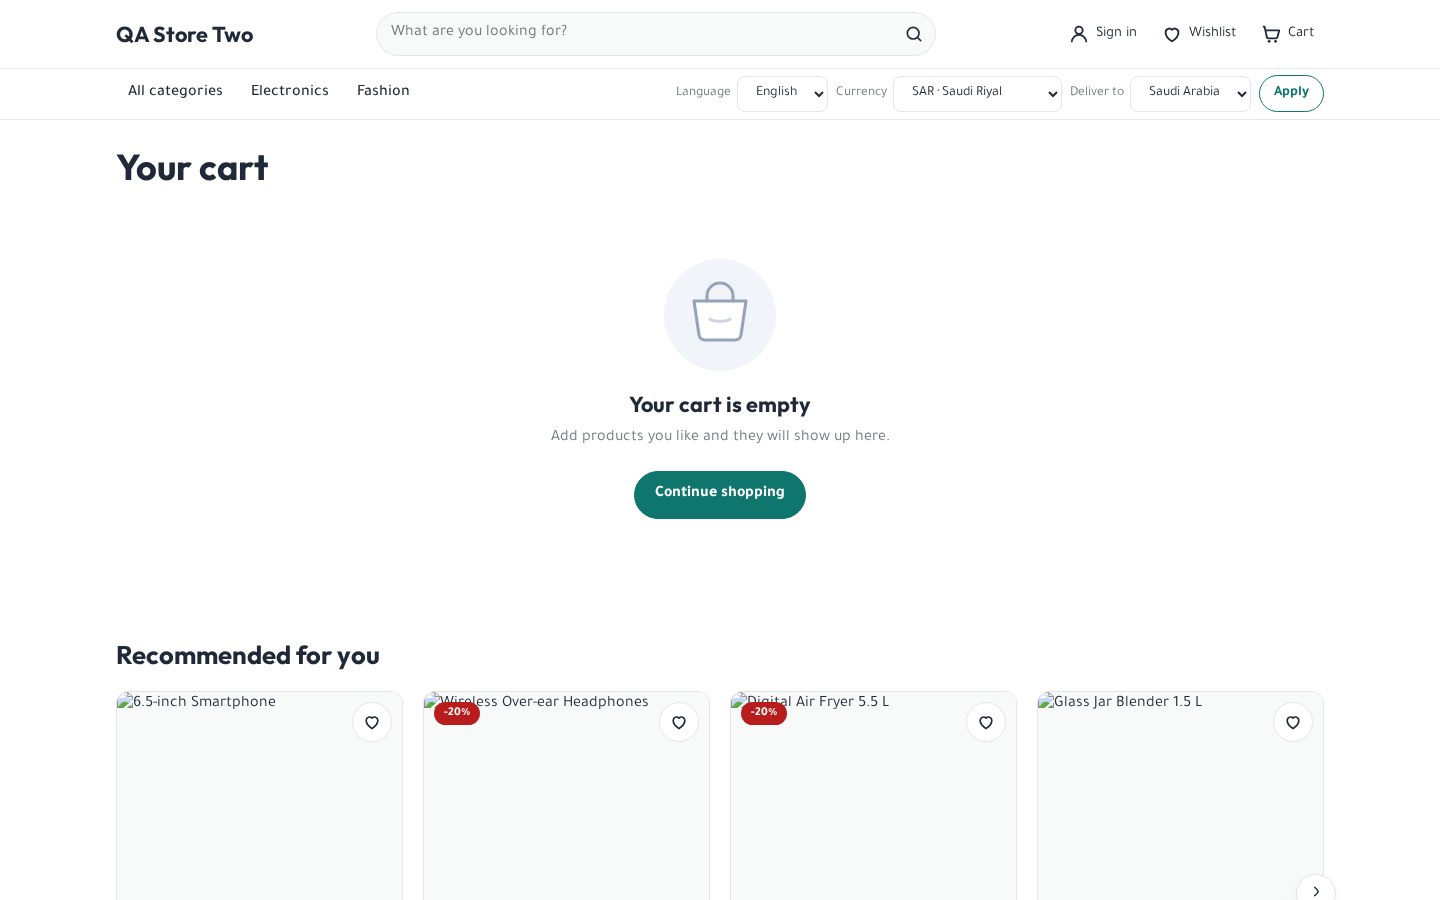 QA Store Two
What are you looking for?
Sign in
Wishlist
Cart
All categories
Electronics
Fashion
Language
English
Currency
SAR · Saudi Riyal
Deliver to
Saudi Arabia
Apply
Your cart
Your cart is empty
Add products you like and they will show up here.
Continue shopping
Recommended for you
6.5-inch Smartphone
Wireless Over-ear Headphones
-20%
Digital Air Fryer 5.5 L
-20%
Glass Jar Blender 1.5 L